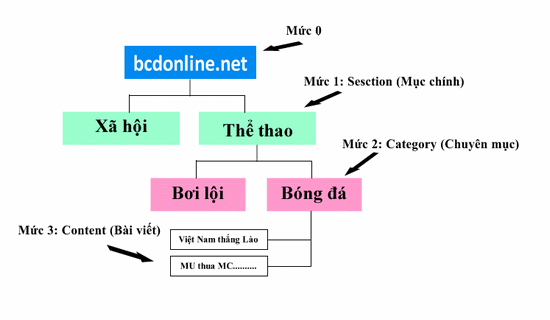 Mức 0
bcdonline.net
Mức 1: Sesction (Mục chính)
Xã hội
Thể thao
Mức 2: Category (Chuyên mục)
Bơi lội
Bóng đá
Mức 3: Content (Bài viết)
Việt Nam thắng Lào
MU thua MC..........